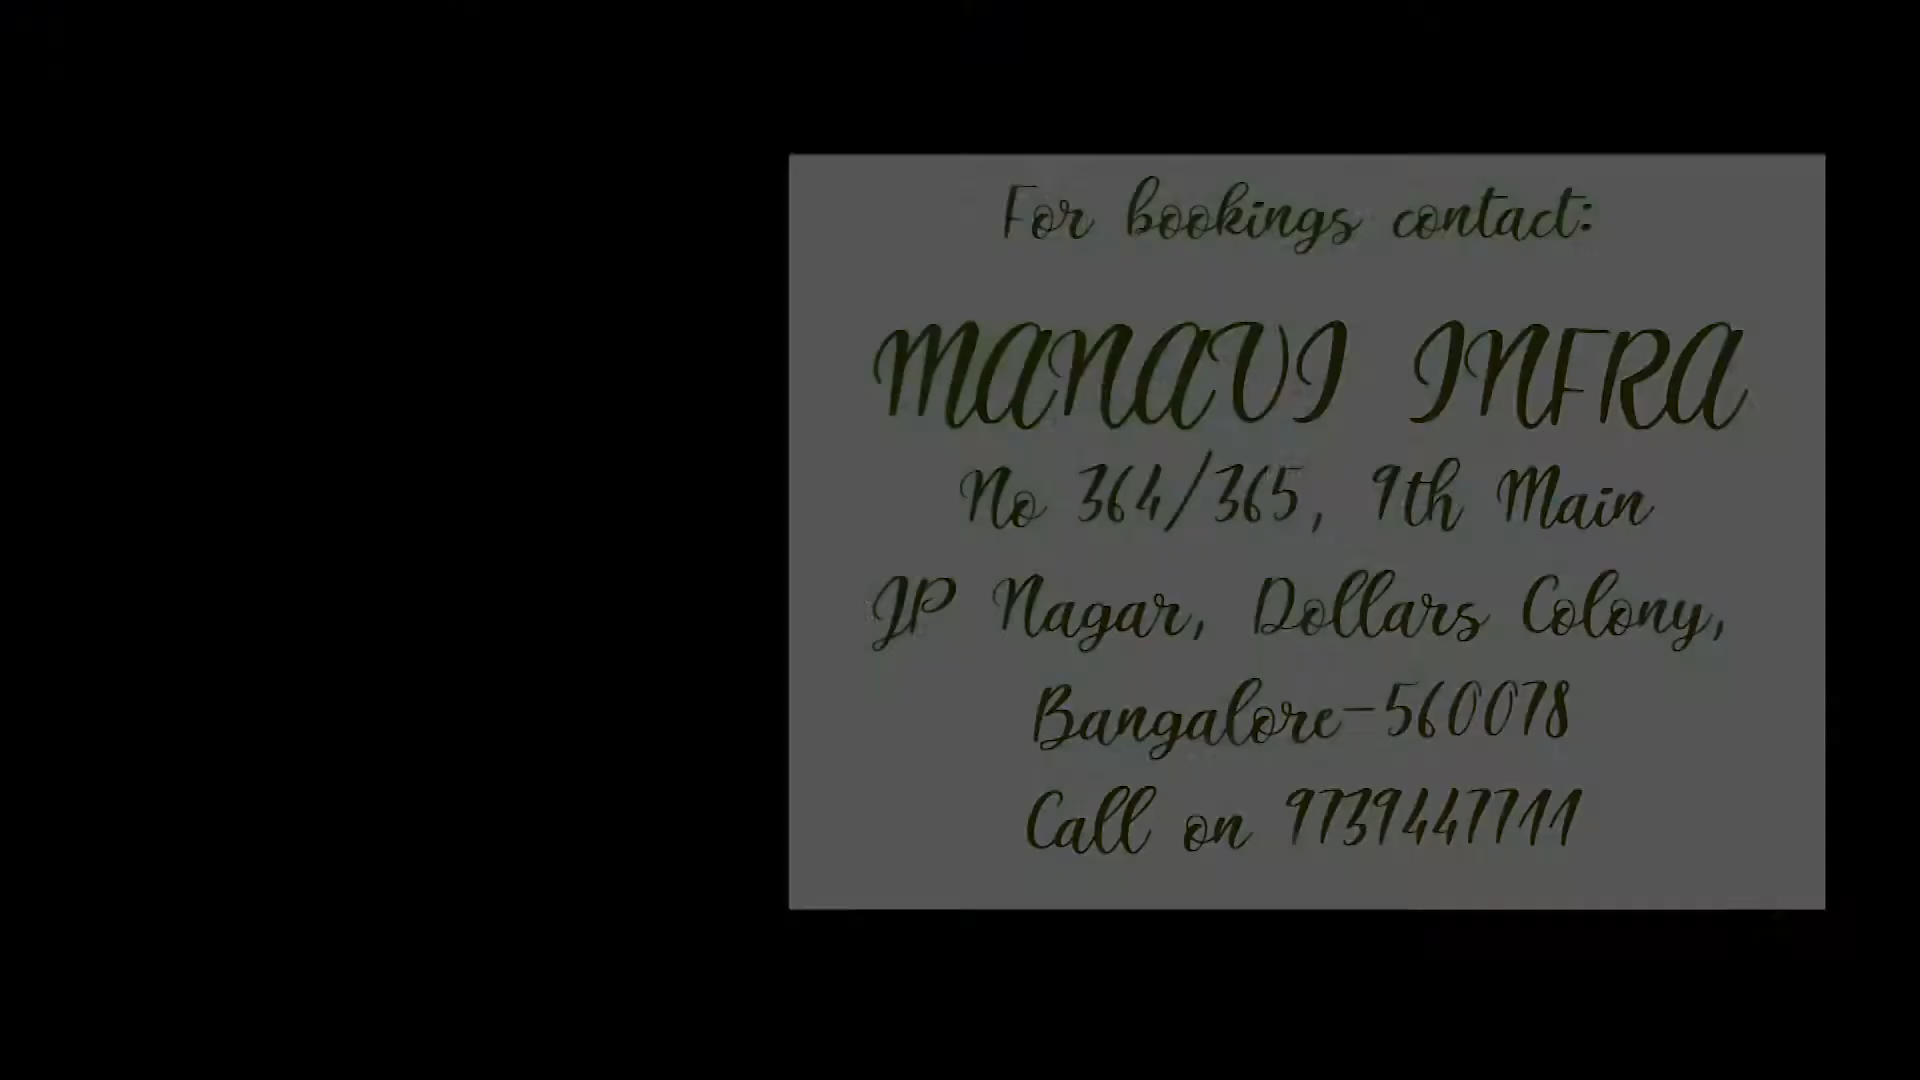 For bookings contact:
MANAVI INFRA
No 364/365, 9th Main
JP Nagar, Dollars Colony,
Bangalore-560078
Call on 9739447711